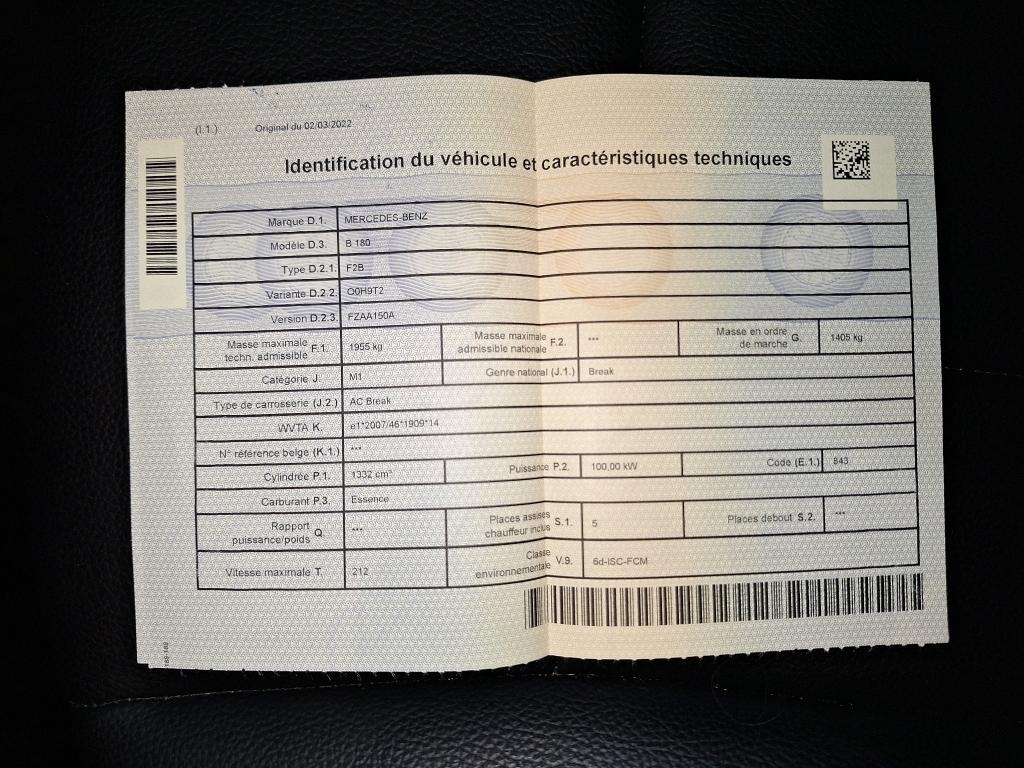 (I.1.) Original du 02/03/2022
Identification du véhicule et caractéristiques techniques
Marque D.1. MERCEDES-BENZ
Modèle D.3. B 180
Type D.2.1. F2B
Variante D.2.2. O0H9T2
Version D.2.3. FZAA150A
Masse maximale techn. admissible F.1. 1955 kg Masse maximale admissible nationale F.2. *** Masse en ordre de marche G. 1405 kg
Catégorie J. M1 Genre national (J.1.) Break
Type de carrosserie (J.2.) AC Break
WVTA K. e1*2007/46*1909*14
N° référence belge (K.1.) ***
Cylindrée P.1. 1332 cm³ Puissance P.2. 100,00 kW Code (E.1.) 843
Carburant P.3. Essence
Rapport puissance/poids Q. *** Places assises chauffeur inclus S.1. 5 Places debout S.2. ***
Vitesse maximale T. 212 Classe environnementale V.9. 6d-ISC-FCM